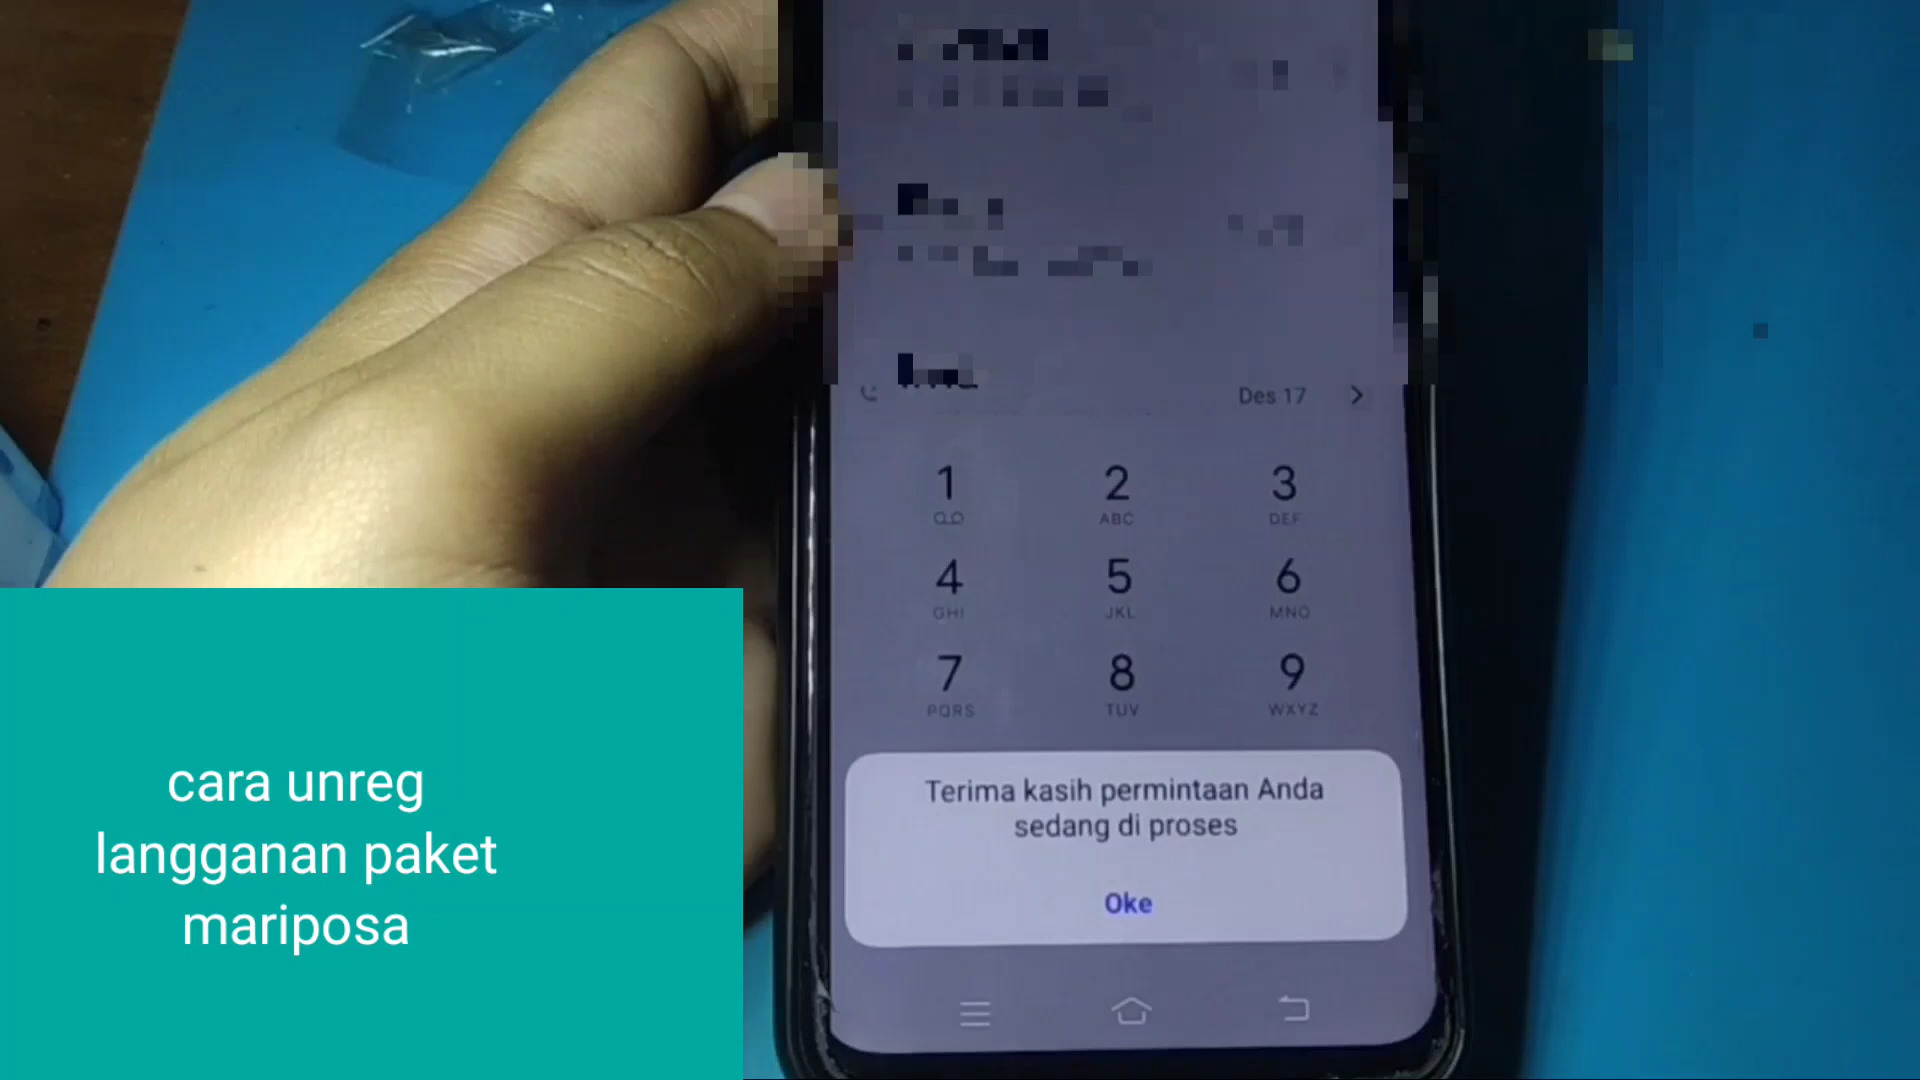 Des 17
1 2 3
ABC DEF
4 5 6
GHI JKL MNO
7 8 9
PQRS TUV WXYZ
Terima kasih permintaan Anda
sedang di proses
Oke
cara unreg
langganan paket
mariposa